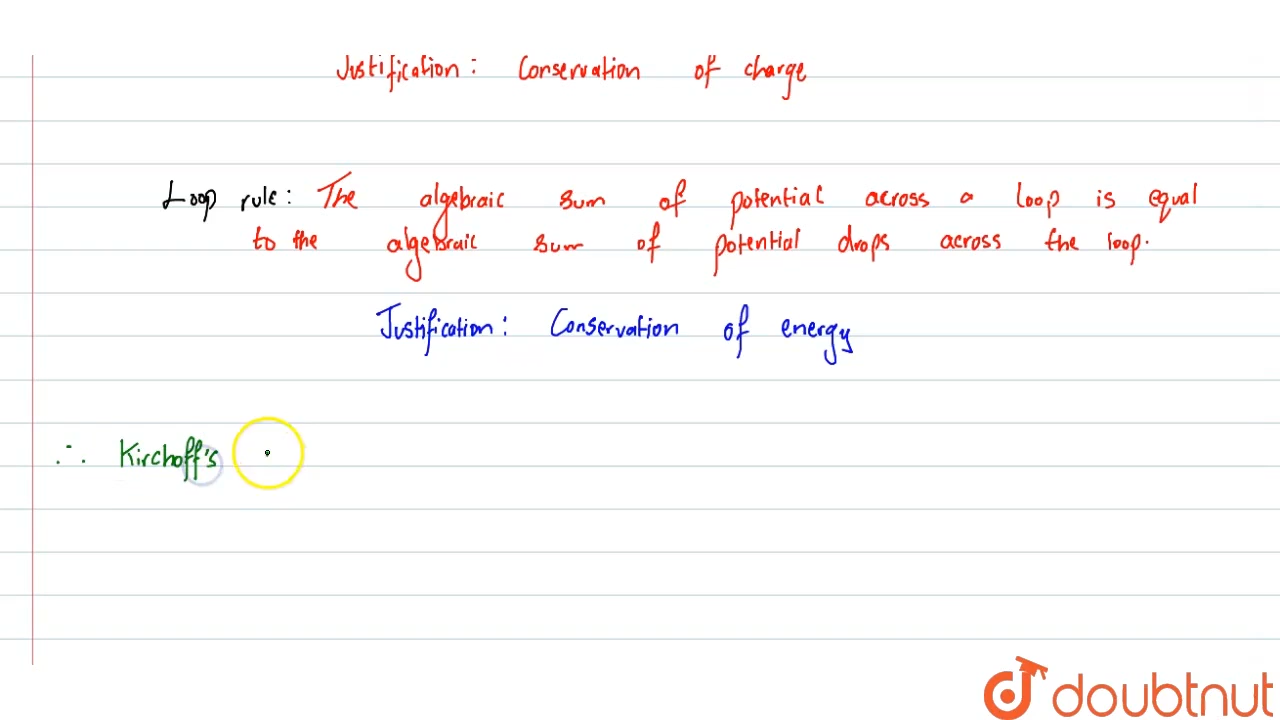 Justification: Conservation of charge
Loop rule: The algebraic sum of potential across a loop is equal
to the algebraic sum of potential drops across the loop.
Justification: Conservation of energy
∴ Kirchoff's
doubtnut